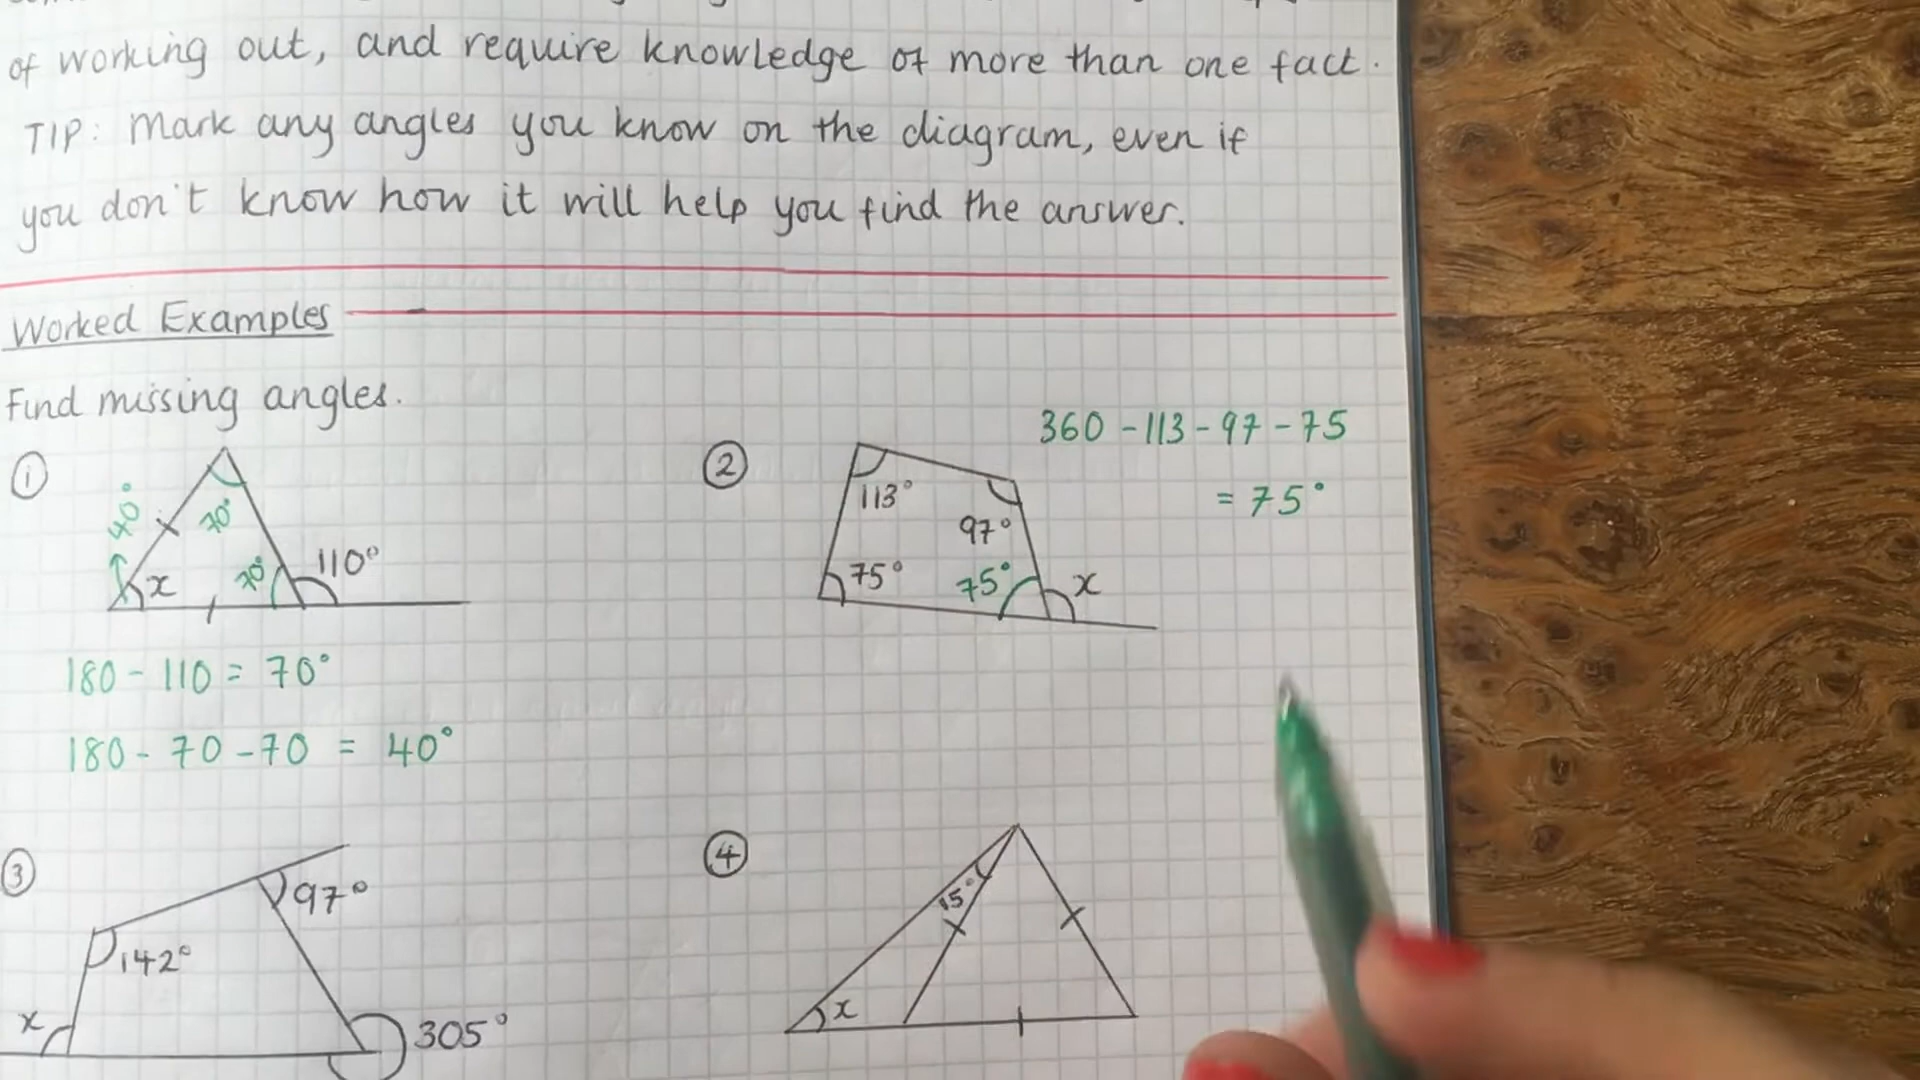 of working out, and require knowledge of more than one fact.
TIP: Mark any angles you know on the diagram, even if
you don't know how it will help you find the answer.
Worked Examples
Find missing angles.
①
40°
70°
x
70°
110°
180 - 110 = 70°
180 - 70 - 70 = 40°
②
360 - 113 - 97 - 75
= 75°
113°
97°
75°
75°
x
③
97°
142°
x
305°
④
15°
x